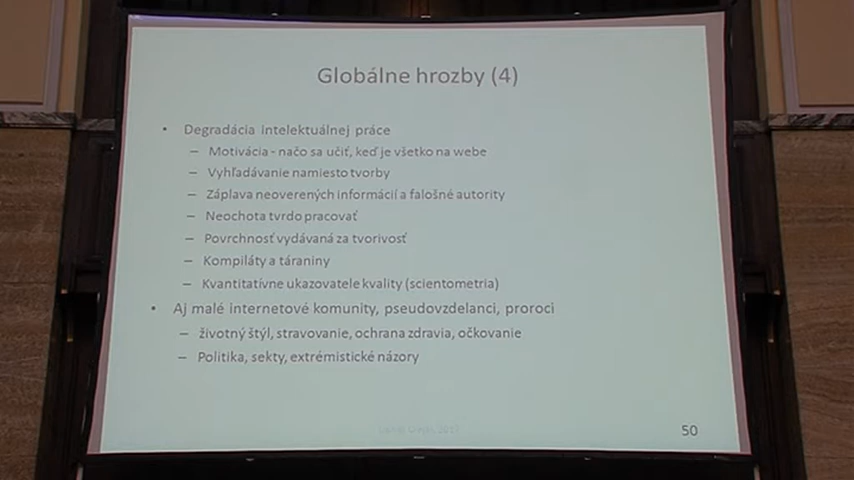 Globálne hrozby (4)
• Degradácia intelektuálnej práce
– Motivácia - načo sa učiť, keď je všetko na webe
– Vyhľadávanie namiesto tvorby
– Záplava neoverených informácií a falošné autority
– Neochota tvrdo pracovať
– Povrchnosť vydávaná za tvorivosť
– Kompiláty a táraniny
– Kvantitatívne ukazovatele kvality (scientometria)
• Aj malé internetové komunity, pseudovzdelanci, proroci
– životný štýl, stravovanie, ochrana zdravia, očkovanie
– Politika, sekty, extrémistické názory
50